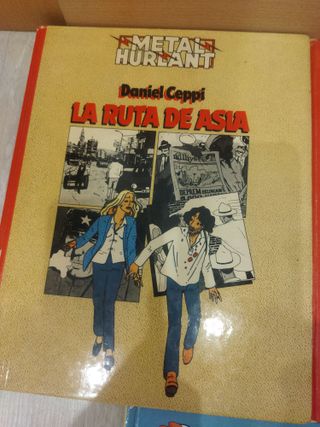 METAL
HURLANT
Daniel Ceppi
LA RUTA DE ASIA